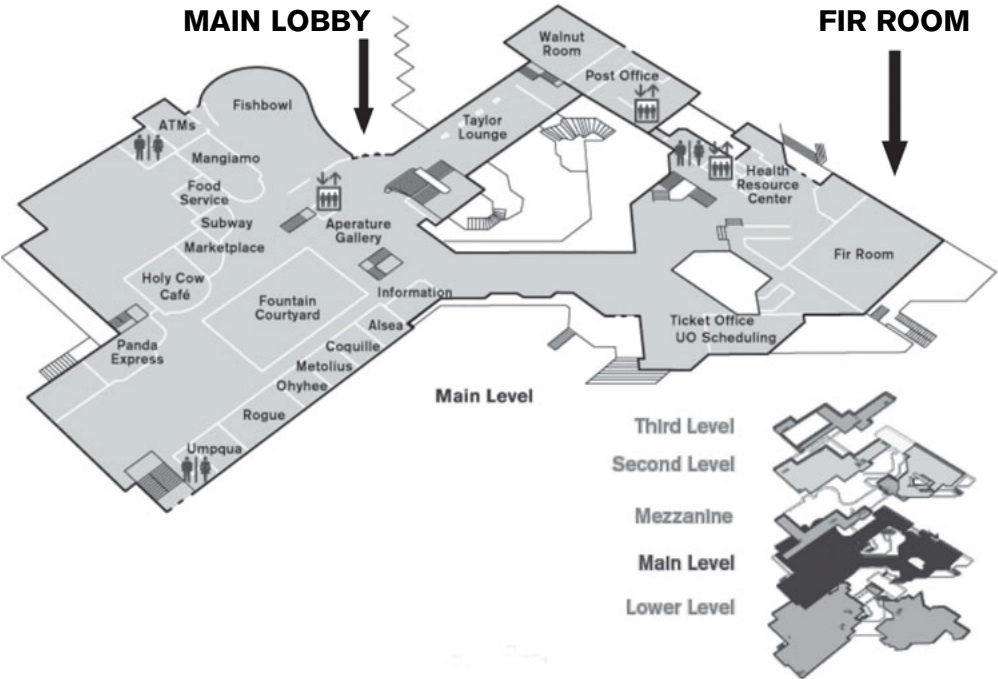 MAIN LOBBY
FIR ROOM
Walnut
Room
Post Office
Fishbowl
ATMs
Taylor
Lounge
Mangiamo
Health
Resource
Center
Food
Service
Subway
Aperature
Gallery
Marketplace
Fir Room
Holy Cow
Café
Information
Fountain
Courtyard
Alsea
Ticket Office
UO Scheduling
Panda
Express
Coquille
Metolius
Ohyhee
Main Level
Rogue
Third Level
Umpqua
Second Level
Mezzanine
Main Level
Lower Level